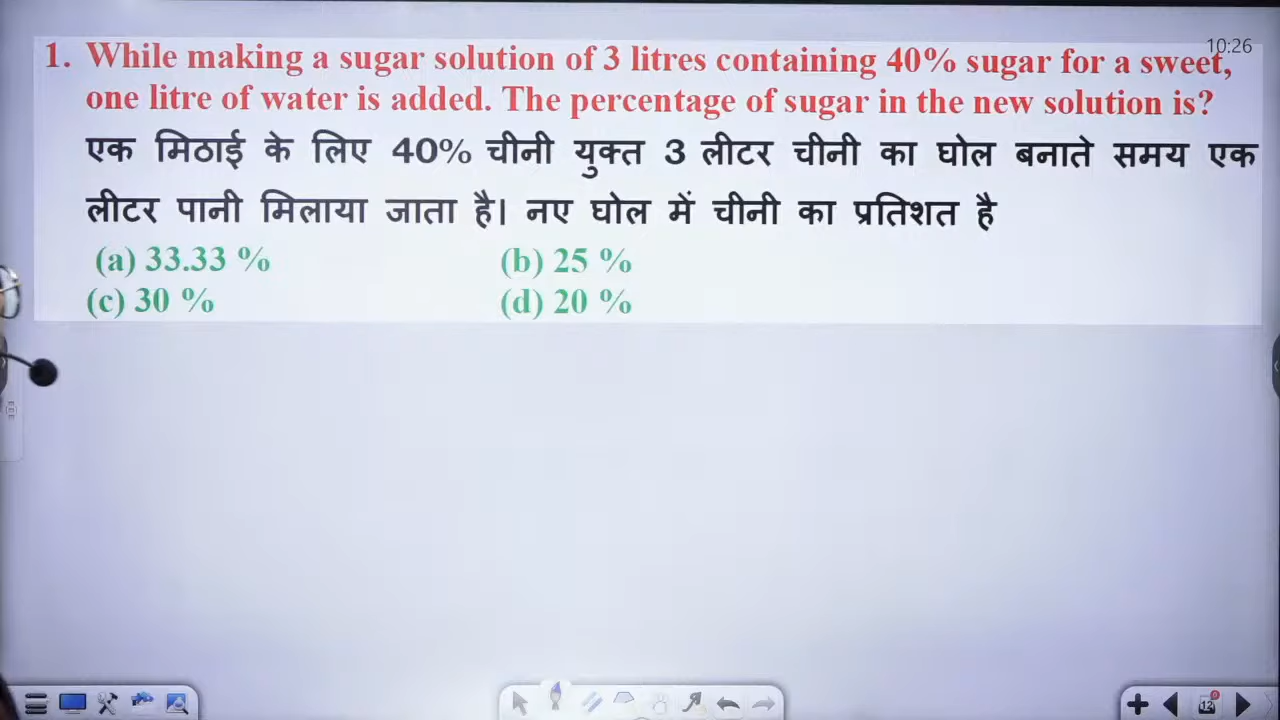 10:26
1. While making a sugar solution of 3 litres containing 40% sugar for a sweet,
one litre of water is added. The percentage of sugar in the new solution is?
एक मिठाई के लिए 40% चीनी युक्त 3 लीटर चीनी का घोल बनाते समय एक
लीटर पानी मिलाया जाता है। नए घोल में चीनी का प्रतिशत है
(a) 33.33 % (b) 25 %
(c) 30 % (d) 20 %
12